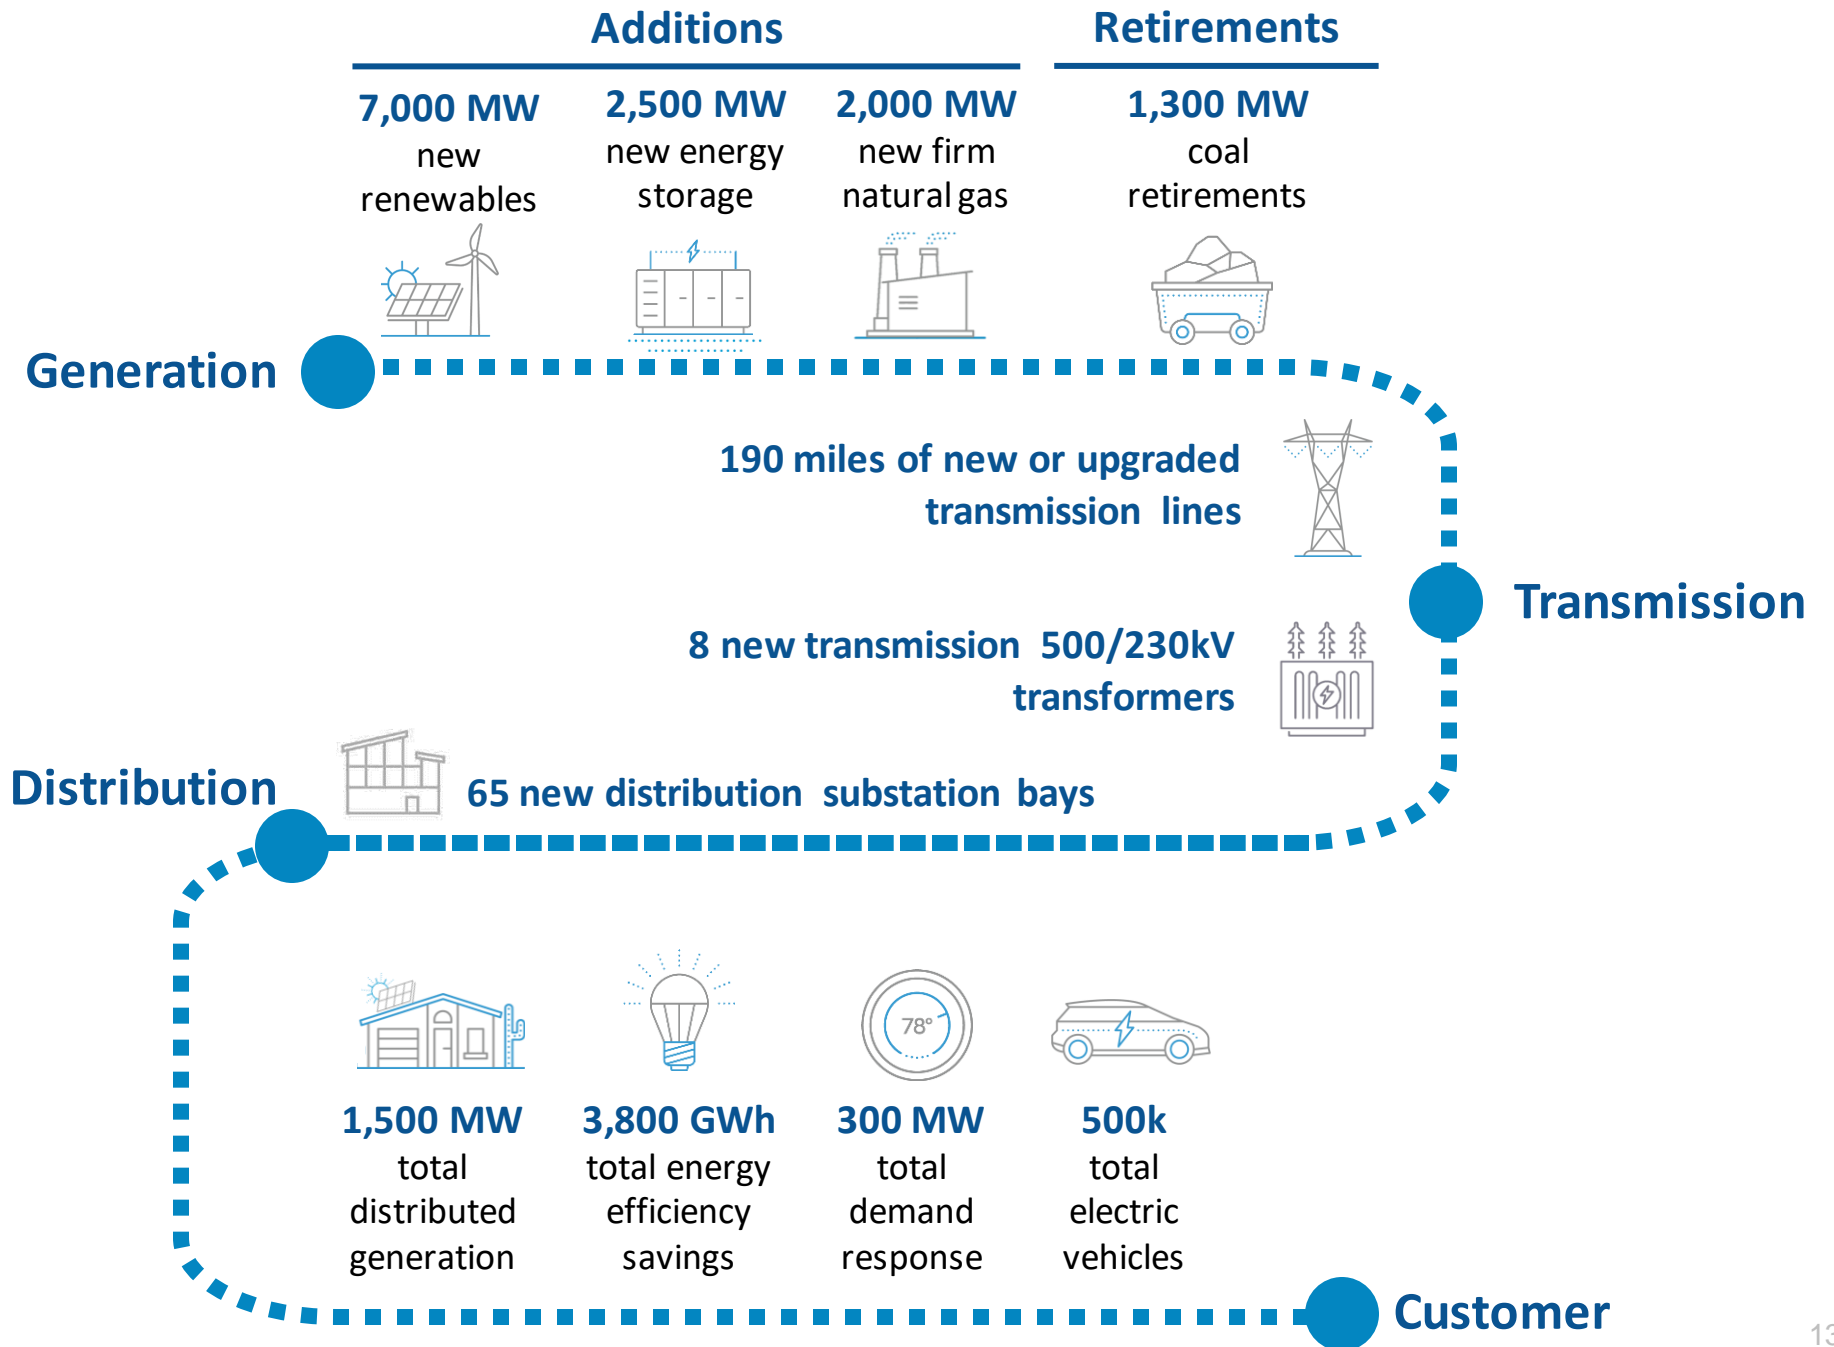 Additions
Retirements
7,000 MW
new
renewables
2,500 MW
new energy
storage
2,000 MW
new firm
natural gas
1,300 MW
coal
retirements
Generation
190 miles of new or upgraded
transmission lines
Transmission
8 new transmission 500/230kV
transformers
Distribution
65 new distribution substation bays
78°
1,500 MW
total
distributed
generation
3,800 GWh
total energy
efficiency
savings
300 MW
total
demand
response
500k
total
electric
vehicles
Customer
13